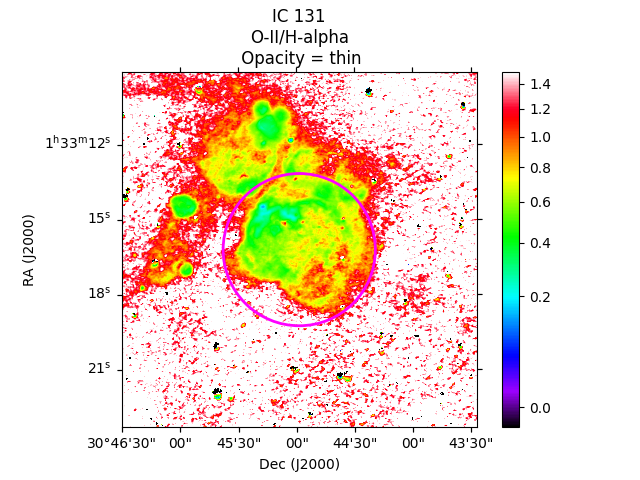 IC 131
O-II/H-alpha
Opacity = thin
RA (J2000)
1ʰ33ᵐ12ˢ
15ˢ
18ˢ
21ˢ
30°46'30"
00"
45'30"
00"
44'30"
00"
43'30"
Dec (J2000)
1.4
1.2
1.0
0.8
0.6
0.4
0.2
0.0